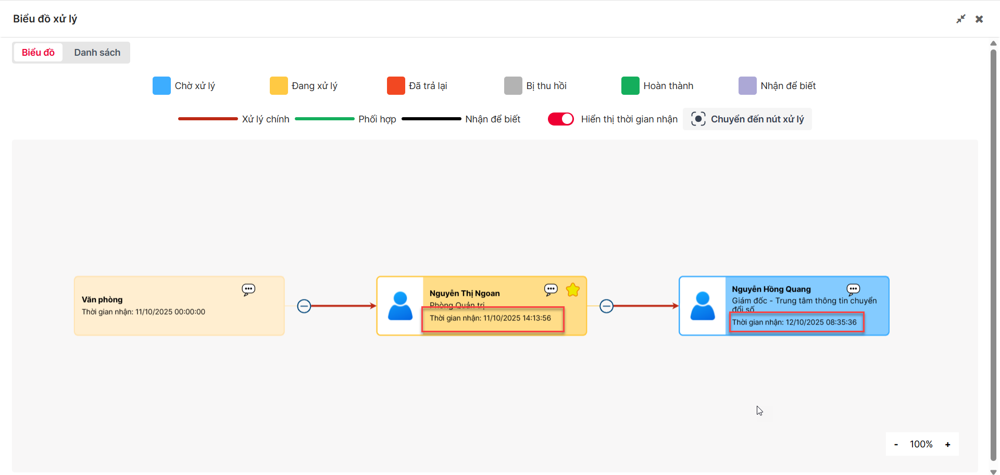 Biểu đồ xử lý
Biểu đồ
Danh sách
Chờ xử lý
Đang xử lý
Đã trả lại
Bị thu hồi
Hoàn thành
Nhận để biết
Xử lý chính
Phối hợp
Nhận để biết
Hiển thị thời gian nhận
Chuyển đến nút xử lý
Văn phòng
Thời gian nhận: 11/10/2025 00:00:00
Nguyễn Thị Ngoan
Phòng Quản trị
Thời gian nhận: 11/10/2025 14:13:56
Nguyễn Hồng Quang
Giám đốc - Trung tâm thông tin chuyển
đổi số
Thời gian nhận: 12/10/2025 08:35:36
- 100% +